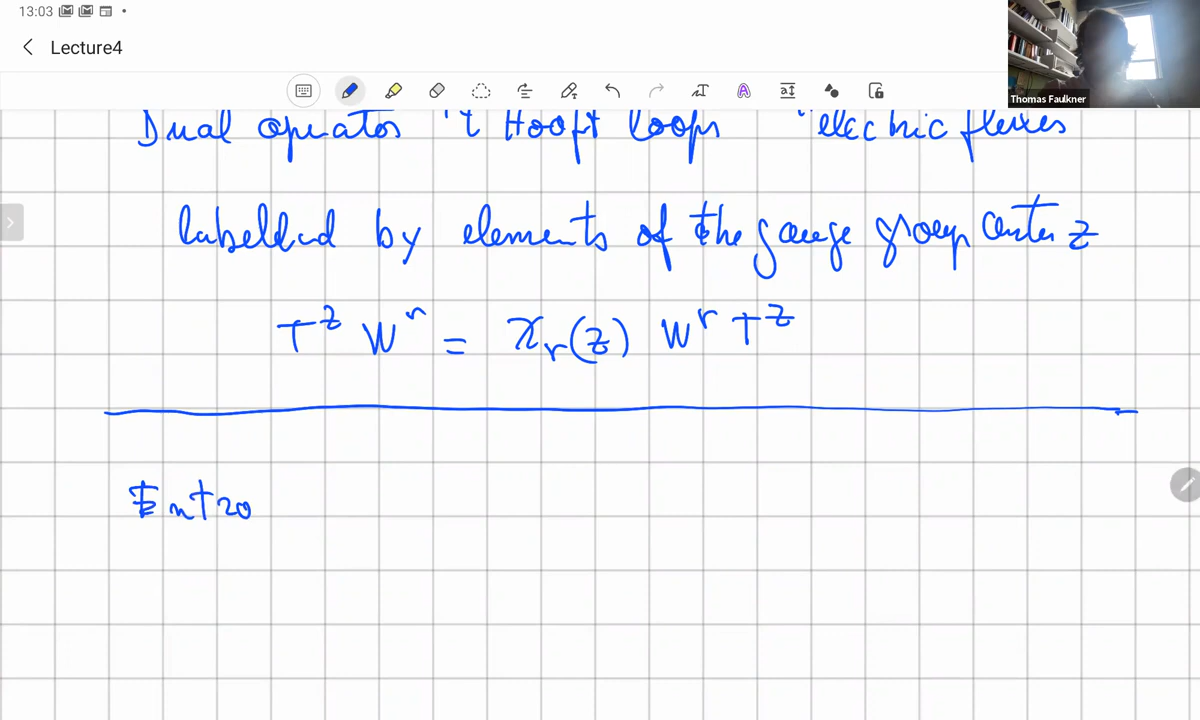 13:03
Lecture4
Thomas Faulkner
Dual operator 't Hooft loops "electric fluxes
labelled by elements of the gauge group center z
T^z W^r = χ_r(z) W^r T^z
Entro